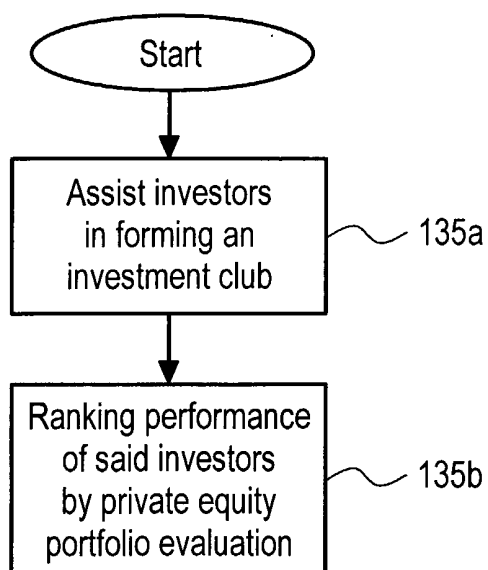 Start
Assist investors
in forming an
investment club
135a
Ranking performance
of said investors
by private equity
portfolio evaluation
135b